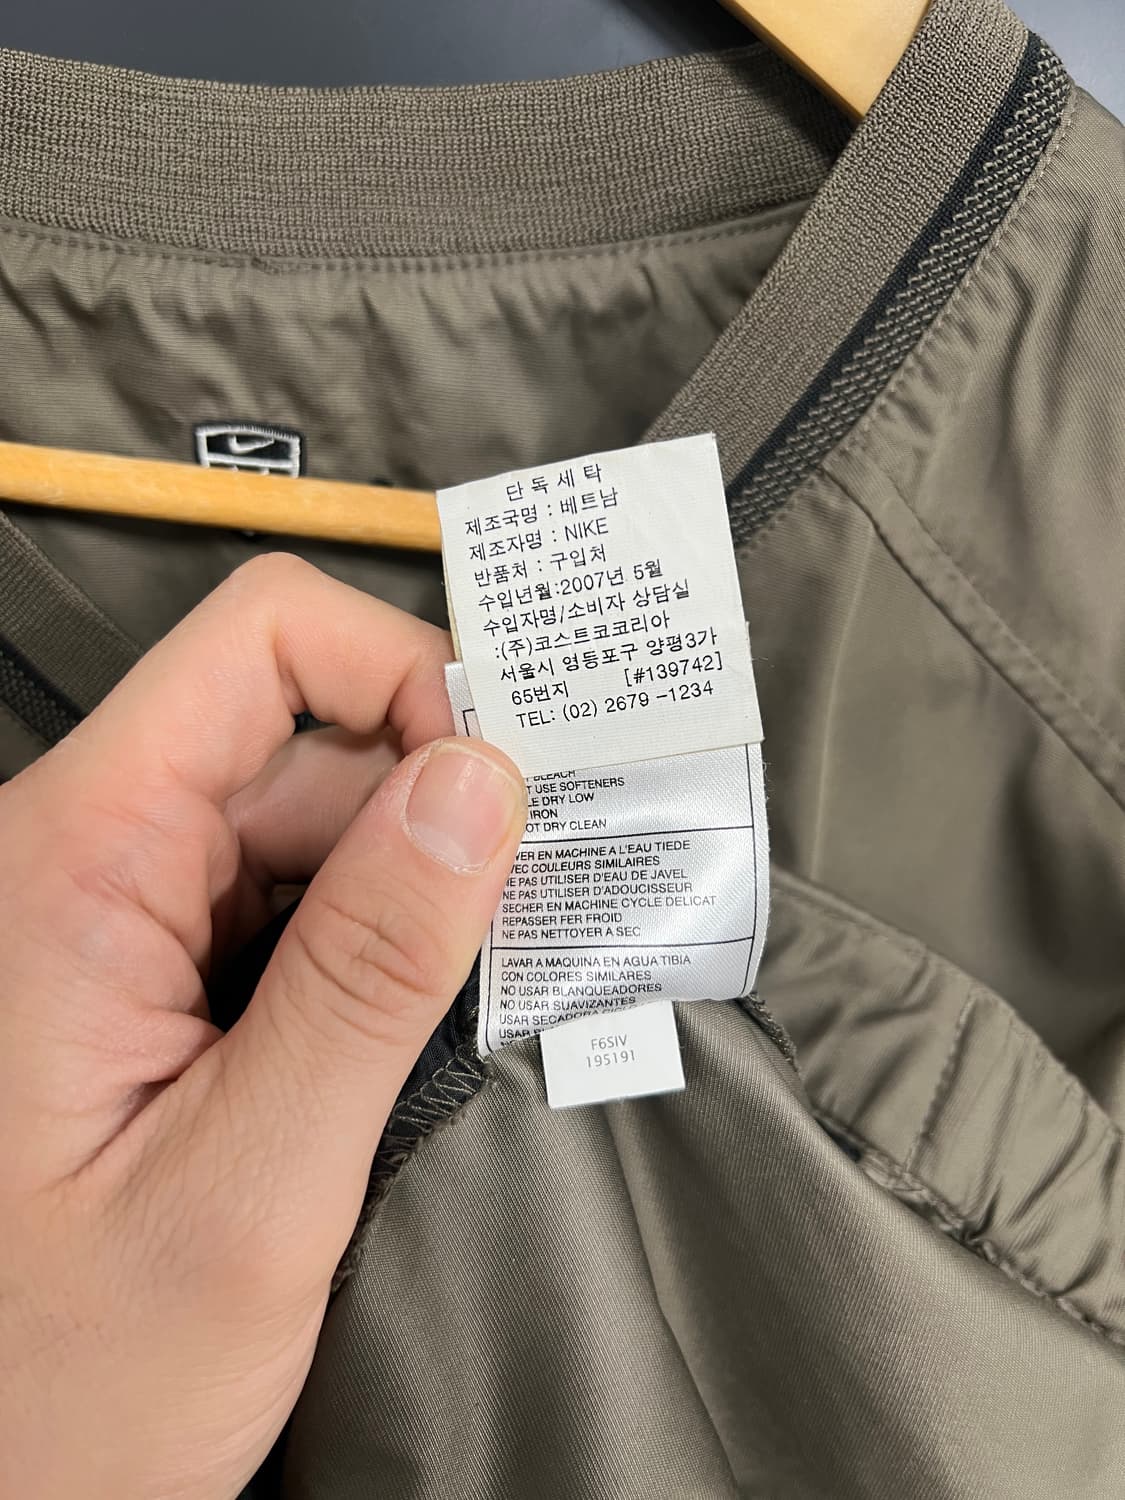 단독세탁
제조국명 : 베트남
제조자명 : NIKE
반품처 : 구입처
수입년월:2007년 5월
수입자명/소비자 상담실
:(주)코스트코코리아
서울시 영등포구 양평3가
65번지 [#139742]
TEL: (02) 2679-1234
BLEACH
USE SOFTENERS
DRY LOW
IRON
DRY CLEAN
EN MACHINE A L'EAU TIEDE
COULEURS SIMILAIRES
NE PAS UTILISER D'EAU DE JAVEL
NE PAS UTILISER D'ADOUCISSEUR
SECHER EN MACHINE CYCLE DELICAT
REPASSER FER FROID
NE PAS NETTOYER A SEC
LAVAR A MAQUINA EN AGUA TIBIA
CON COLORES SIMILARES
NO USAR BLANQUEADORES
NO USAR SUAVIZANTES
USAR SECADORA
USAR
F6SIV
195191